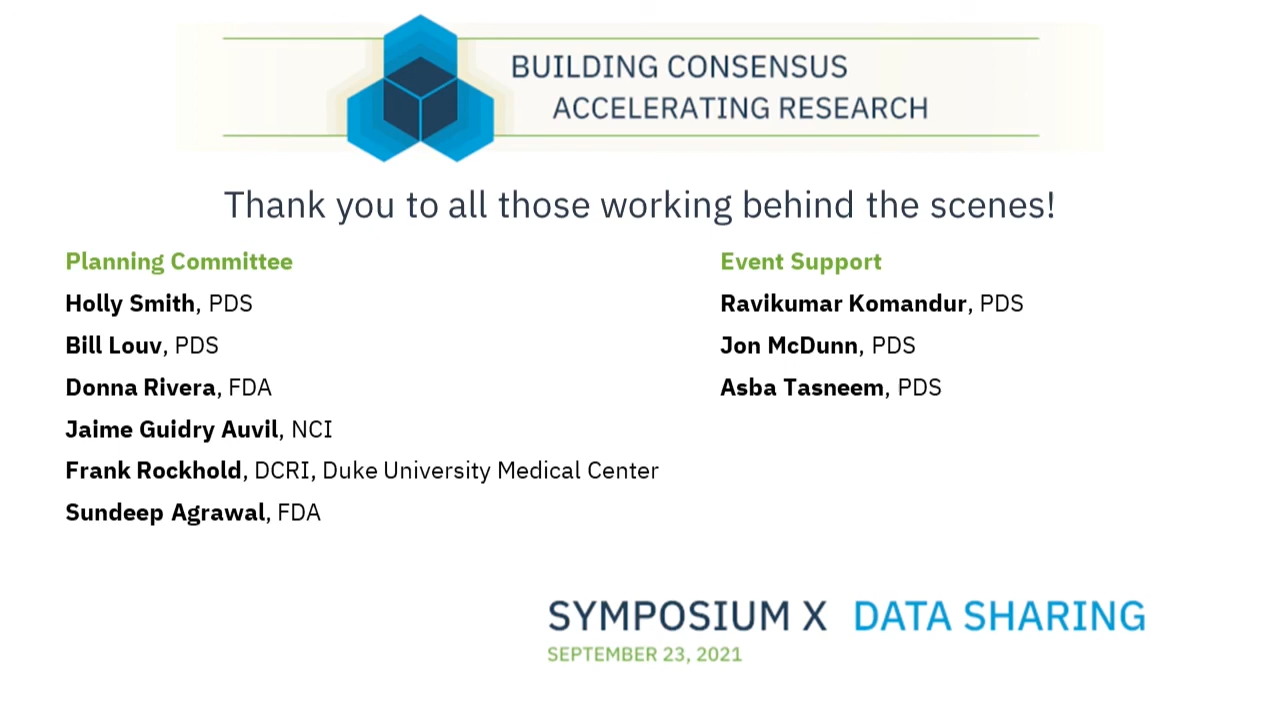 BUILDING CONSENSUS
ACCELERATING RESEARCH
Thank you to all those working behind the scenes!
Planning Committee
Holly Smith, PDS
Bill Louv, PDS
Donna Rivera, FDA
Jaime Guidry Auvil, NCI
Frank Rockhold, DCRI, Duke University Medical Center
Sundeep Agrawal, FDA
Event Support
Ravikumar Komandur, PDS
Jon McDunn, PDS
Asba Tasneem, PDS
SYMPOSIUM X DATA SHARING
SEPTEMBER 23, 2021